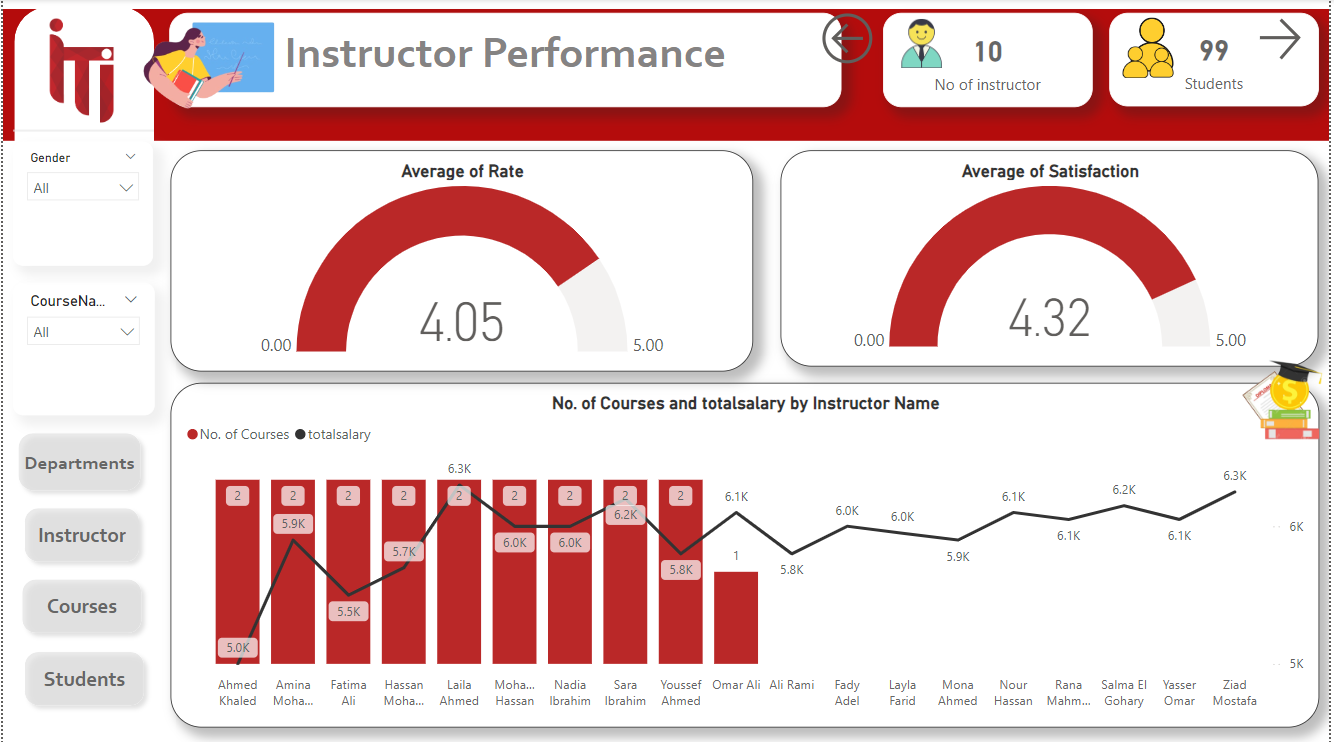 iTi
Instructor Performance
10
No of instructor
99
Students
Gender
All
CourseNa...
All
Departments
Instructor
Courses
Students
Average of Rate
4.05
0.00
5.00
Average of Satisfaction
4.32
0.00
5.00
No. of Courses and totalsalary by Instructor Name
No. of Courses
totalsalary
2 2 2 2 2 2 2 2 2 1
5.0K 5.9K 5.5K 5.7K 6.3K 6.0K 6.0K 6.2K 5.8K 6.1K 5.8K 6.0K 6.0K 5.9K 6.1K 6.1K 6.2K 6.1K 6.3K
6K
5K
Ahmed Khaled
Amina Moha...
Fatima Ali
Hassan Moha...
Laila Ahmed
Moha... Hassan
Nadia Ibrahim
Sara Ibrahim
Youssef Ahmed
Omar Ali
Ali Rami
Fady Adel
Layla Farid
Mona Ahmed
Nour Hassan
Rana Mahm...
Salma El Gohary
Yasser Omar
Ziad Mostafa
DIPLOMA
$